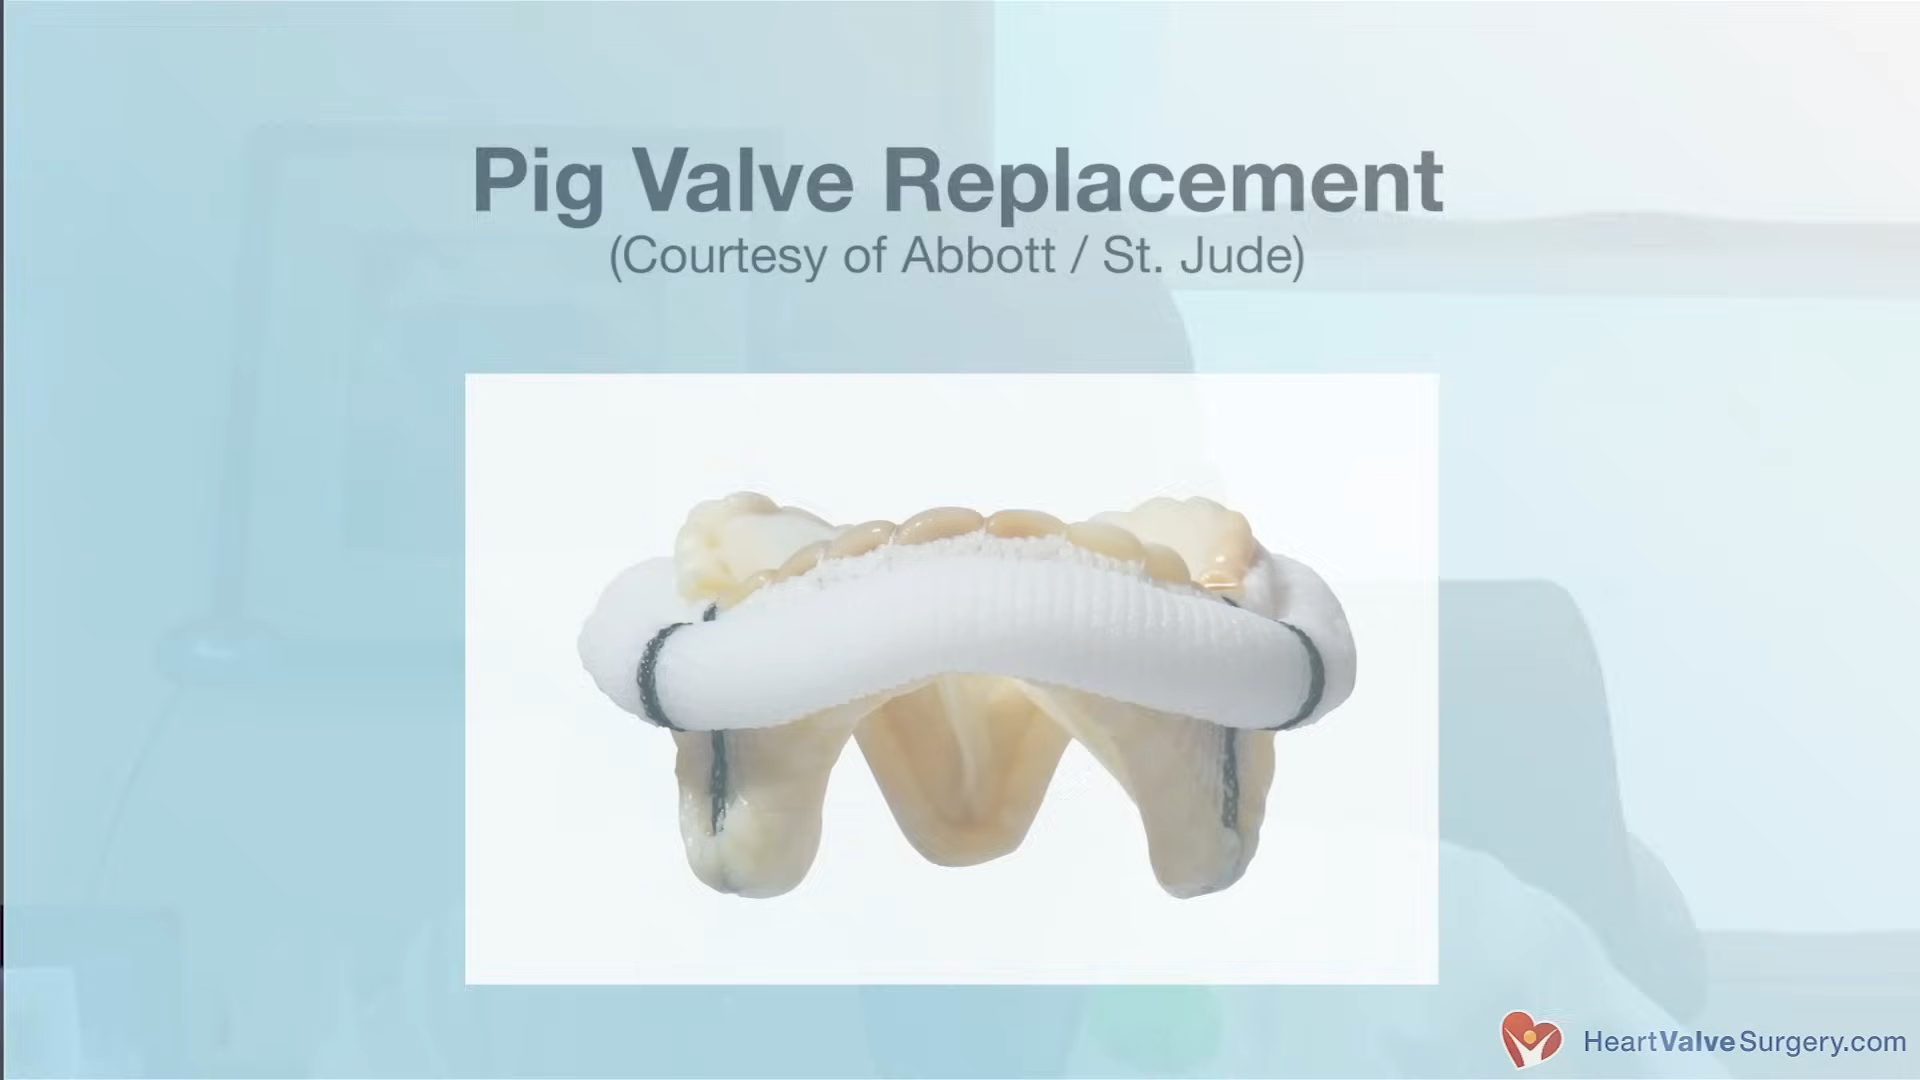 Pig Valve Replacement
(Courtesy of Abbott / St. Jude)
HeartValveSurgery.com